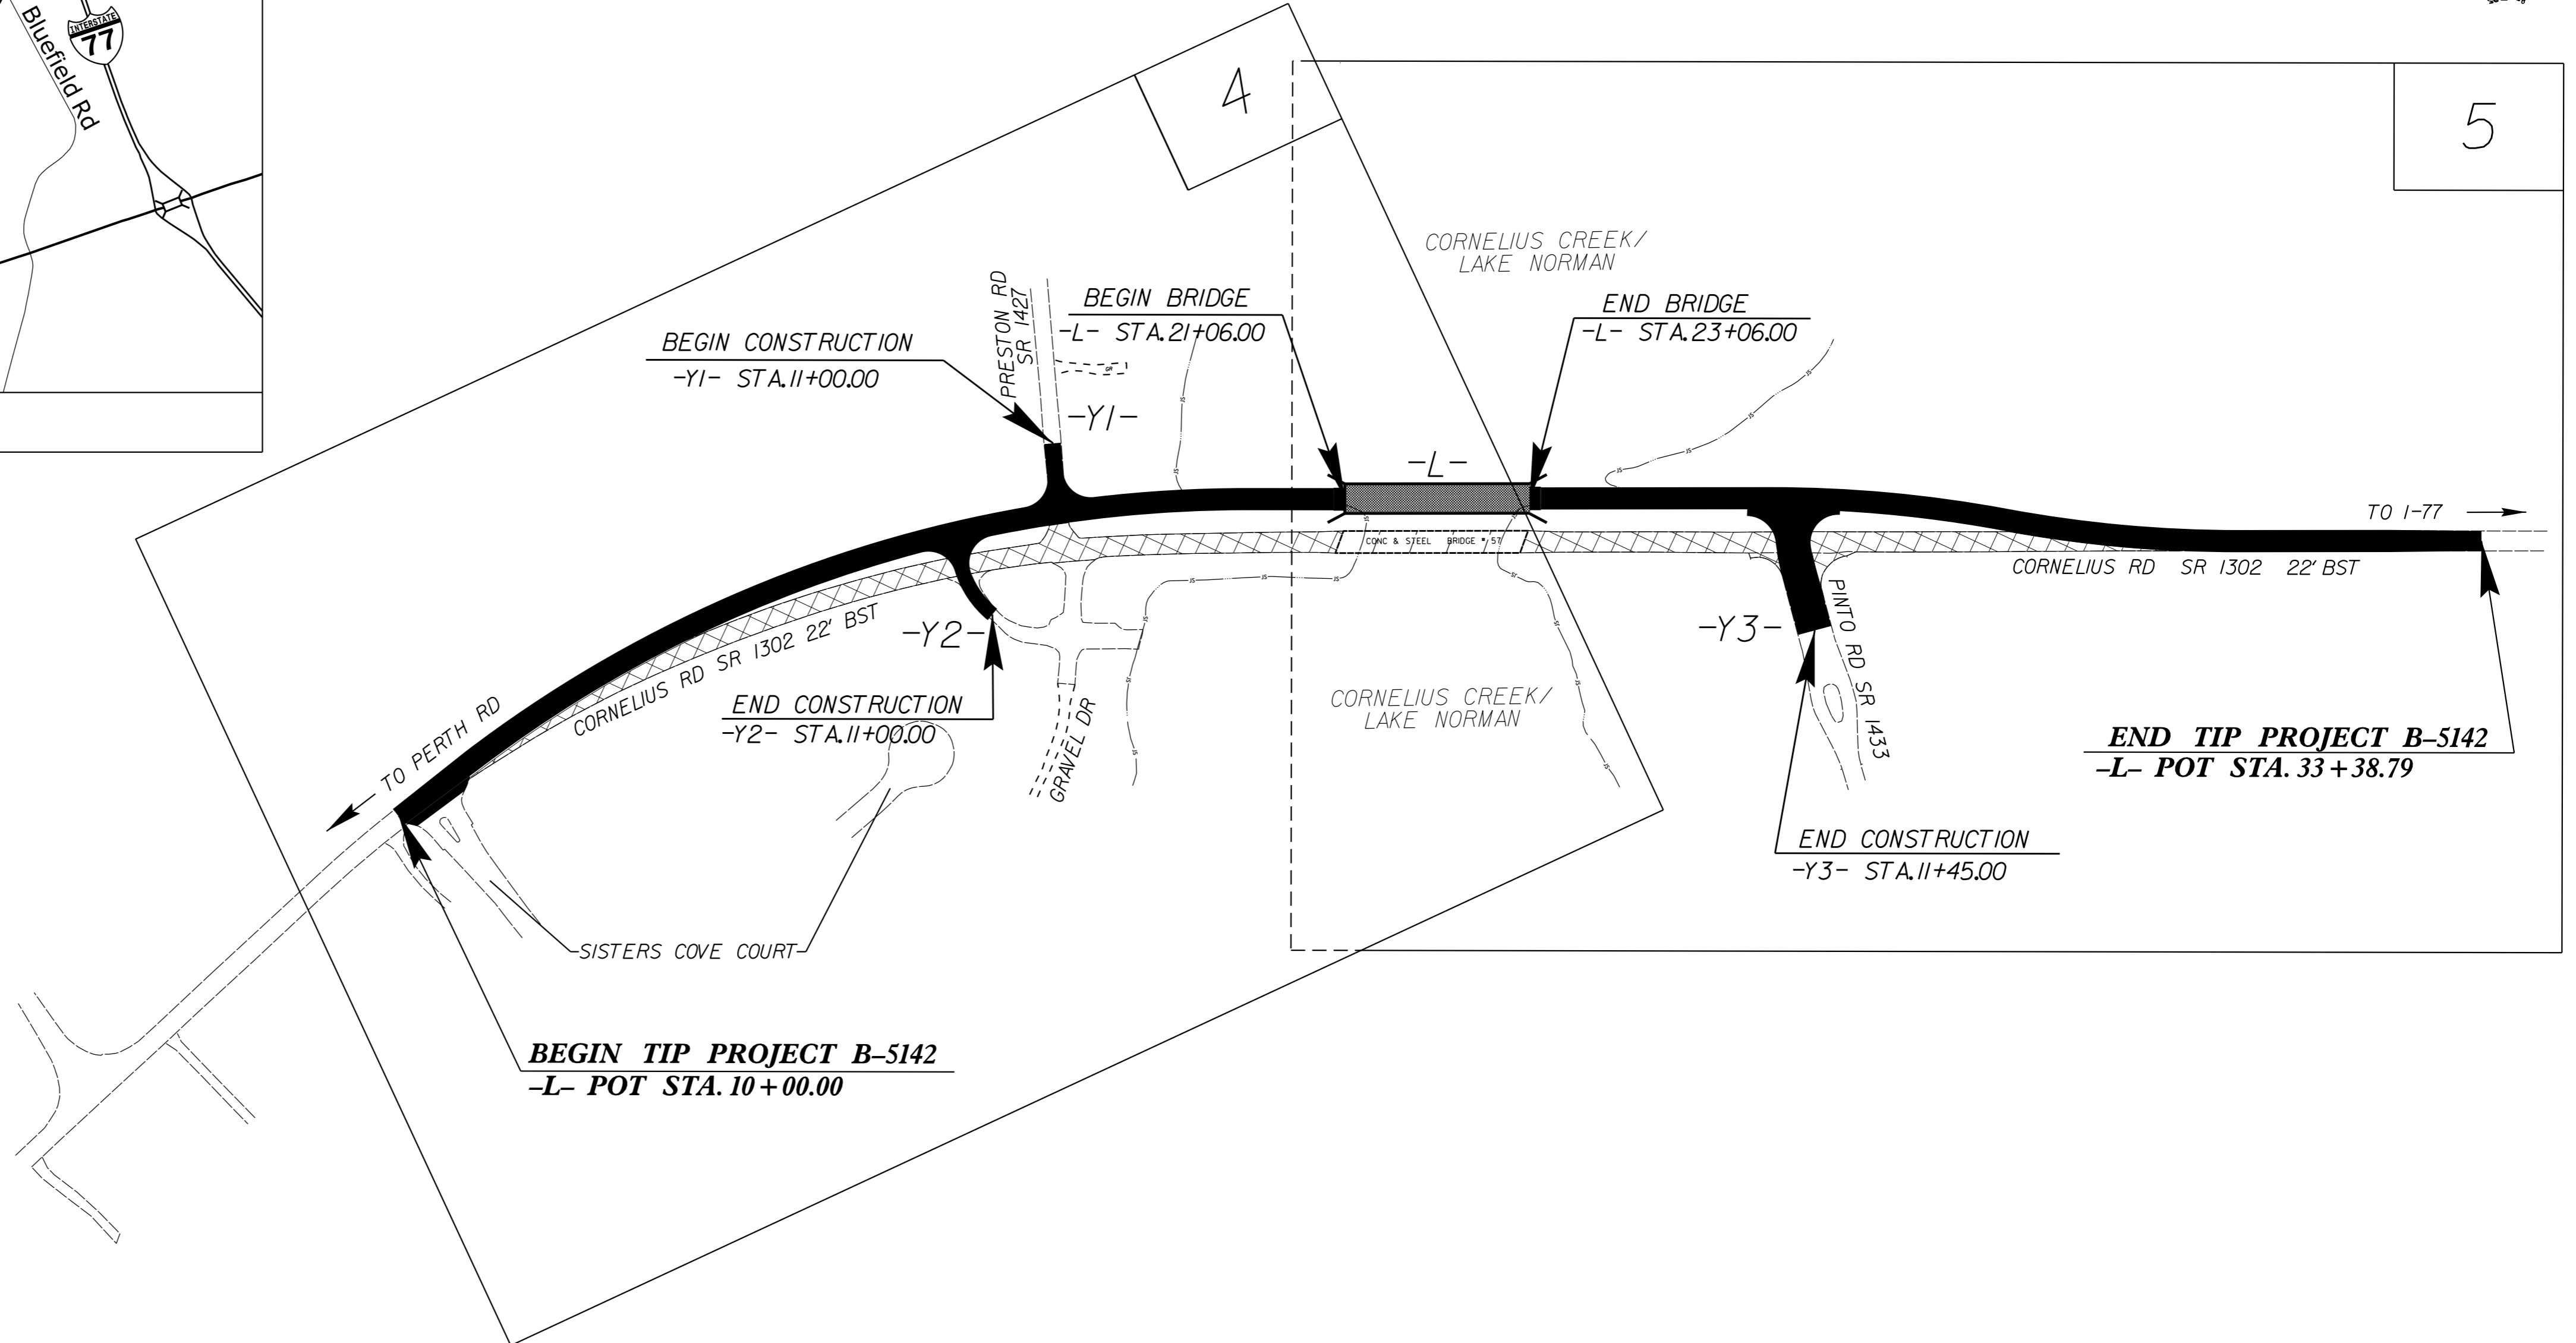 Bluefield Rd
INTERSTATE
77
4
5
CORNELIUS CREEK/
LAKE NORMAN
PRESTON RD
SR 1427
BEGIN BRIDGE
-L- STA.21+06.00
END BRIDGE
-L- STA.23+06.00
BEGIN CONSTRUCTION
-Y1- STA.11+00.00
GR
-Y1-
-L-
TO I-77
CONC & STEEL BRIDGE # 57
CORNELIUS RD SR 1302 22' BST
CORNELIUS RD SR 1302 22' BST
-Y2-
-Y3-
PINTO RD SR 1433
TO PERTH RD
END CONSTRUCTION
-Y2- STA.11+00.00
GRAVEL DR
CORNELIUS CREEK/
LAKE NORMAN
END TIP PROJECT B-5142
-L- POT STA. 33+38.79
END CONSTRUCTION
-Y3- STA.11+45.00
SISTERS COVE COURT
BEGIN TIP PROJECT B-5142
-L- POT STA. 10+00.00